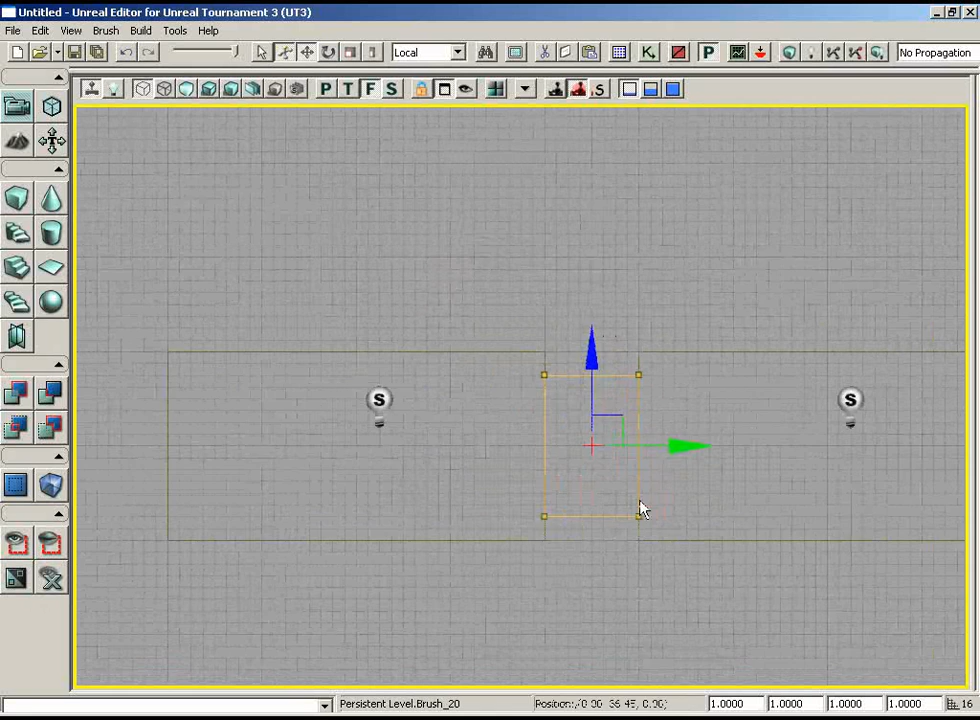 Untitled - Unreal Editor for Unreal Tournament 3 (UT3)
File Edit View Brush Build Tools Help
Local
P
No Propagation
P T F S
.S
S S
Persistent Level.Brush_20
1.0000 1.0000 1.0000 1.0000 16